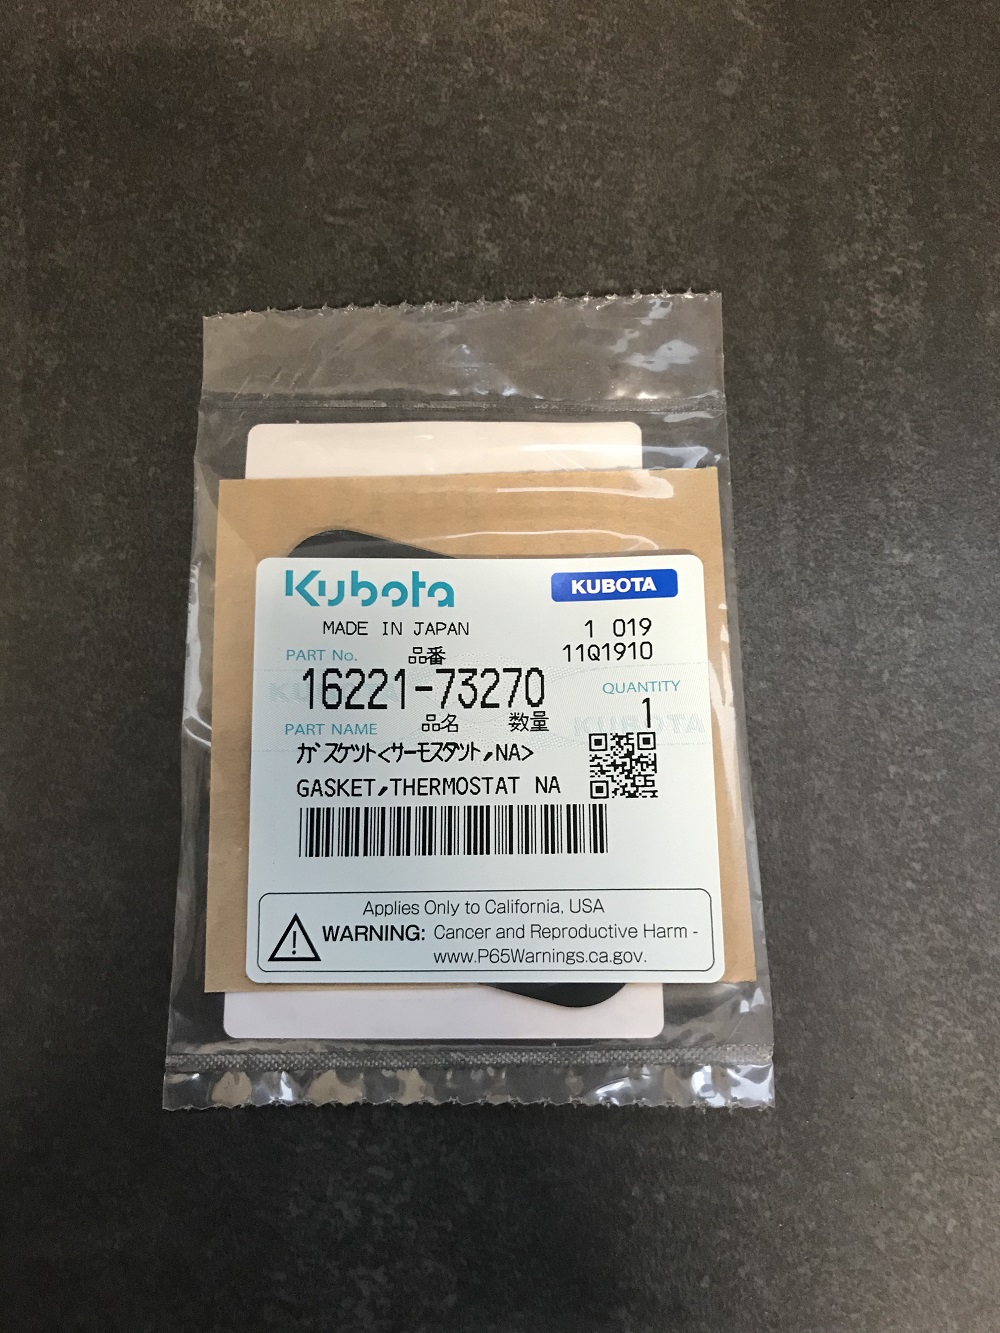 Kubota
KUBOTA
MADE IN JAPAN
1 019
PART No.
品番
11Q1910
16221-73270
QUANTITY
1
PART NAME
品名
数量
ガスケット<サーモスタット,NA>
GASKET,THERMOSTAT NA
Applies Only to California, USA
WARNING: Cancer and Reproductive Harm -
www.P65Warnings.ca.gov.